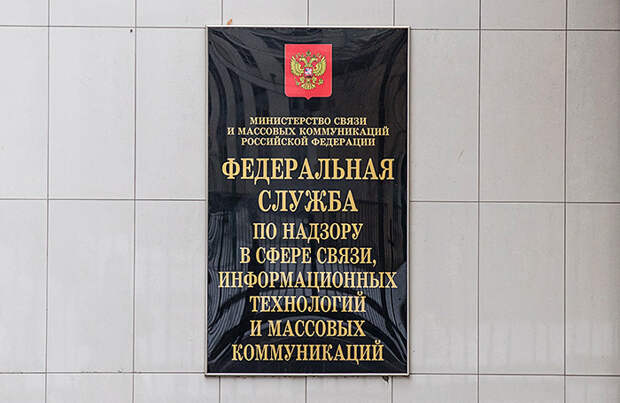 МИНИСТЕРСТВО СВЯЗИ
И МАССОВЫХ КОММУНИКАЦИЙ
РОССИЙСКОЙ ФЕДЕРАЦИИ
ФЕДЕРАЛЬНАЯ
СЛУЖБА
ПО НАДЗОРУ
В СФЕРЕ СВЯЗИ,
ИНФОРМАЦИОННЫХ
ТЕХНОЛОГИЙ
И МАССОВЫХ
КОММУНИКАЦИЙ